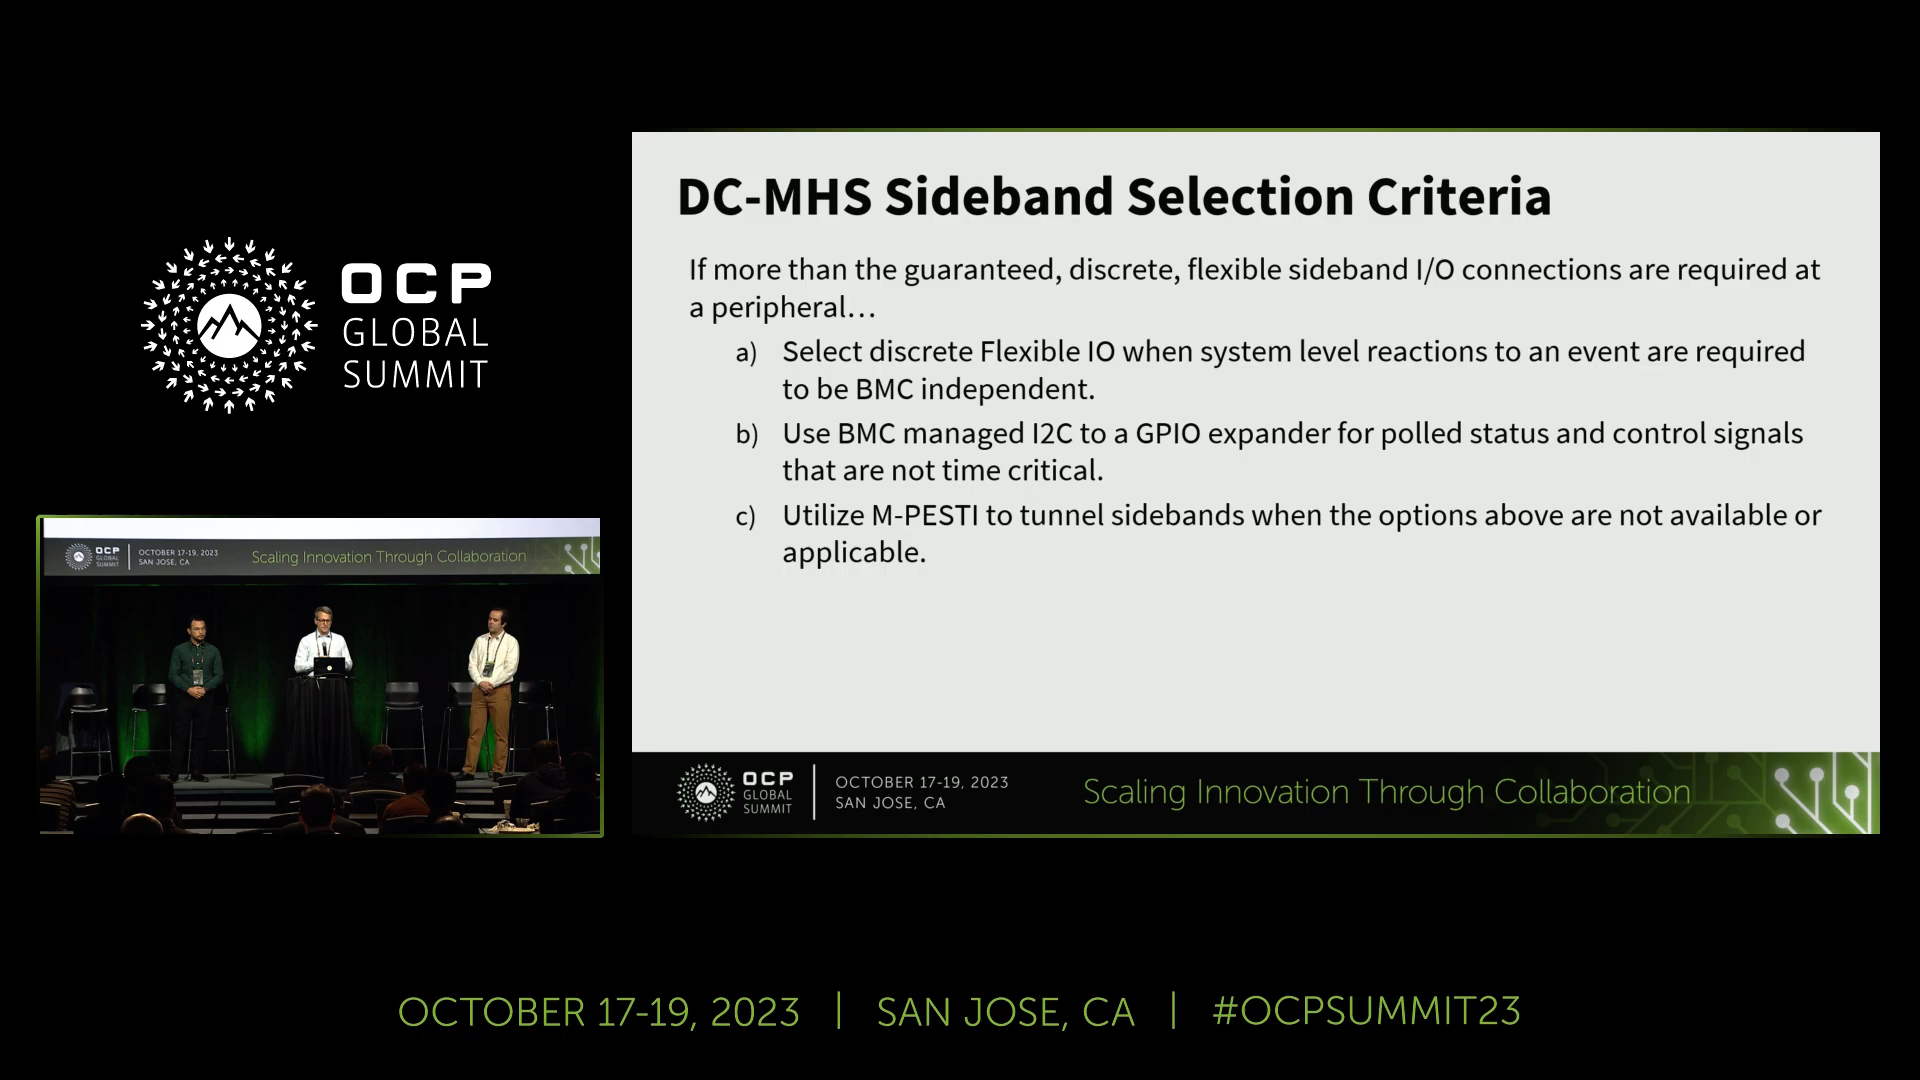 OCP
GLOBAL
SUMMIT
DC-MHS Sideband Selection Criteria
If more than the guaranteed, discrete, flexible sideband I/O connections are required at
a peripheral…
a) Select discrete Flexible IO when system level reactions to an event are required
to be BMC independent.
b) Use BMC managed I2C to a GPIO expander for polled status and control signals
that are not time critical.
c) Utilize M-PESTI to tunnel sidebands when the options above are not available or
applicable.
OCP
GLOBAL
SUMMIT
OCTOBER 17-19, 2023
SAN JOSE, CA
Scaling Innovation Through Collaboration
OCP
GLOBAL
SUMMIT
OCTOBER 17-19, 2023
SAN JOSE, CA
Scaling Innovation Through Collaboration
OCTOBER 17-19, 2023 | SAN JOSE, CA | #OCPSUMMIT23